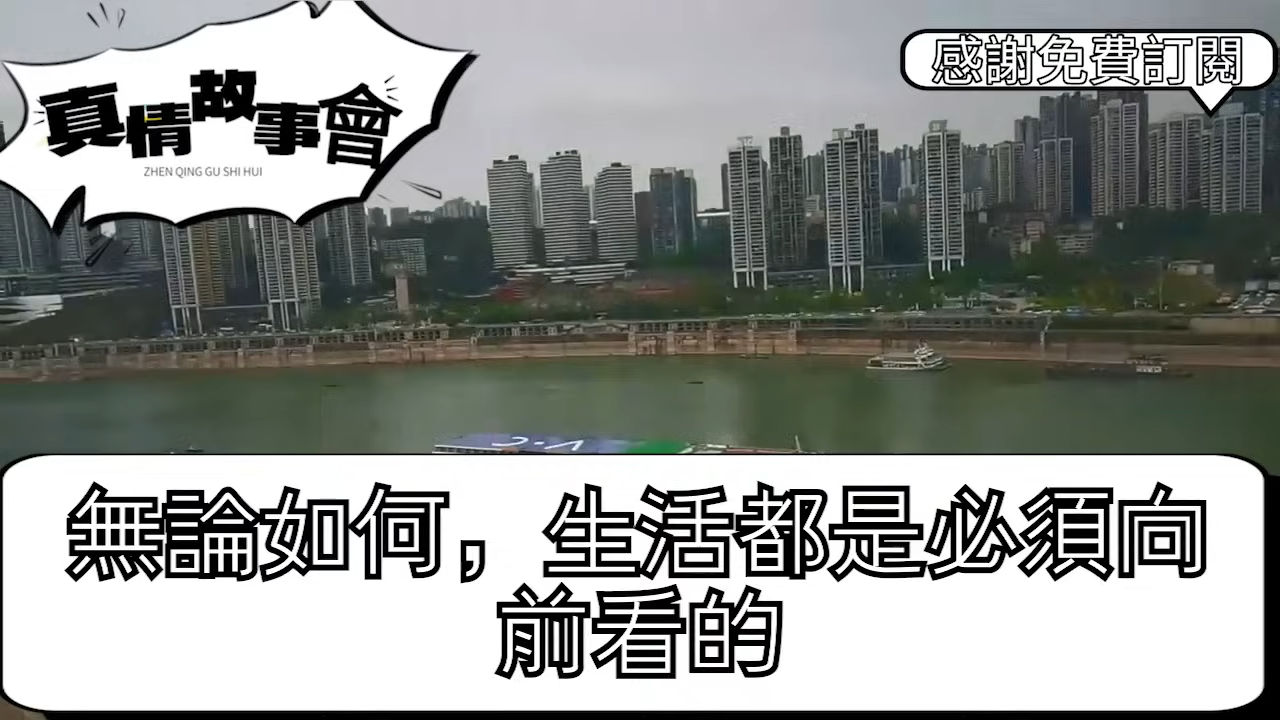 真情故事會
ZHEN QING GU SHI HUI
感謝免費訂閱
無論如何，生活都是必須向
前看的
V·C